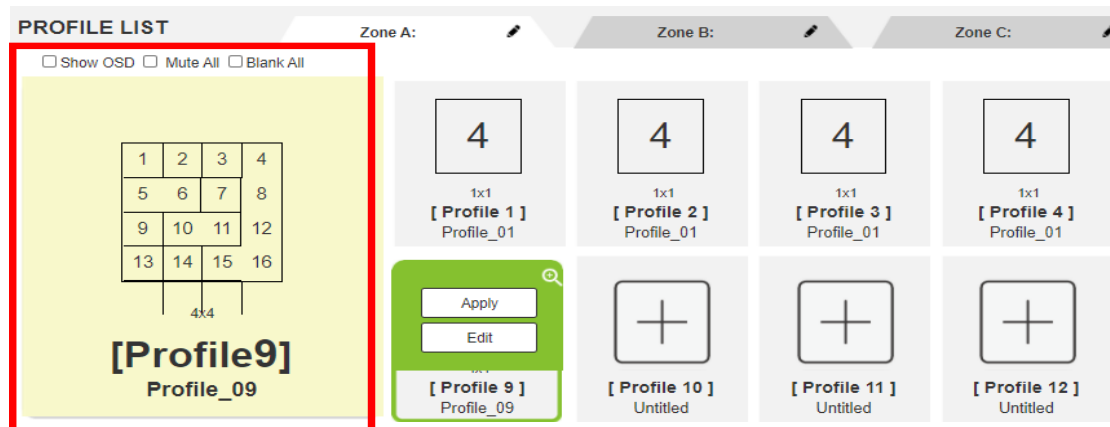 PROFILE LIST
Zone A:
Zone B:
Zone C:
Show OSD Mute All Blank All
1 2 3 4
5 6 7 8
9 10 11 12
13 14 15 16
4x4
[Profile9]
Profile_09
4
1x1
[ Profile 1 ]
Profile_01
4
1x1
[ Profile 2 ]
Profile_01
4
1x1
[ Profile 3 ]
Profile_01
4
1x1
[ Profile 4 ]
Profile_01
Apply
Edit
[ Profile 9 ]
Profile_09
[ Profile 10 ]
Untitled
[ Profile 11 ]
Untitled
[ Profile 12 ]
Untitled